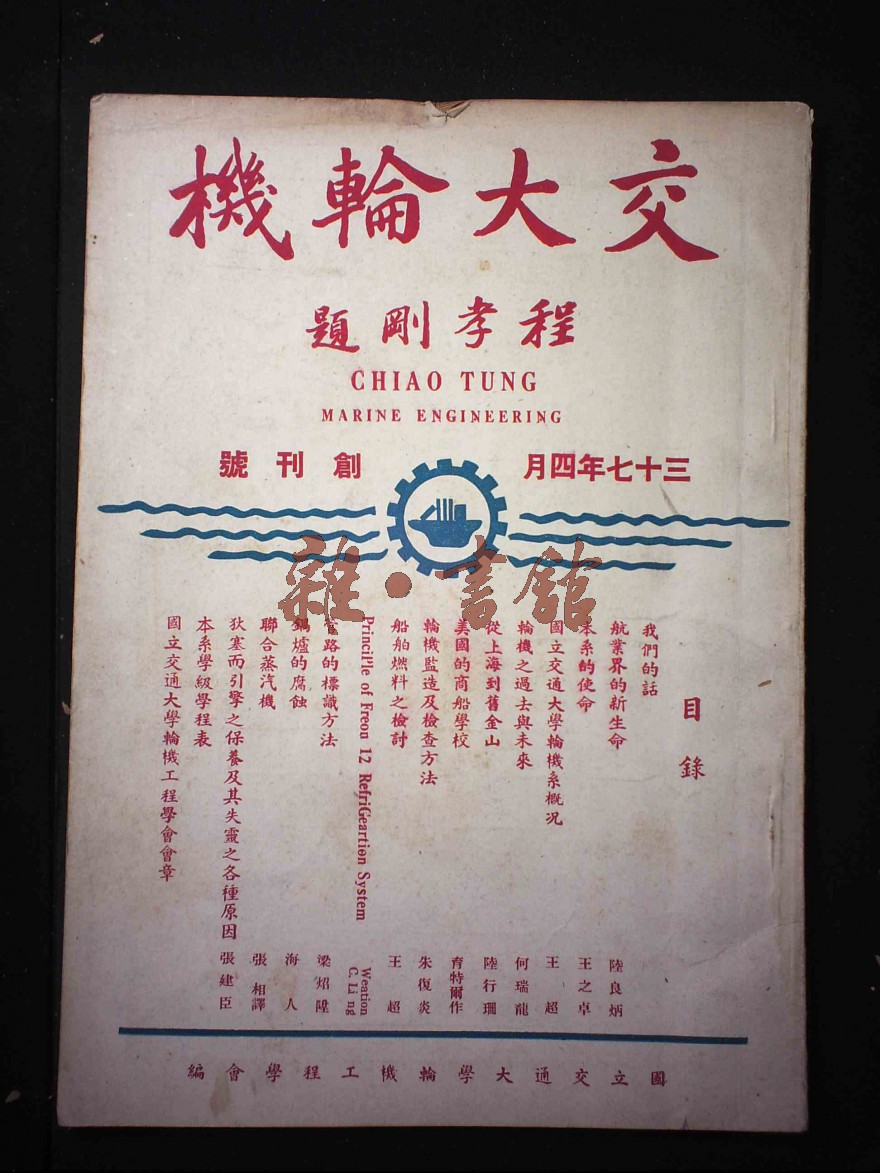 交大輪機
程孝剛題
CHIAO TUNG
MARINE ENGINEERING
三十七年四月
創刊號
雜·書館
目錄
我們的話
航業界的新生命 陸良炳
本系的使命 王之卓
國立交通大學輪機系概况 王超
輪機之過去與未來 何瑞龍
從上海到舊金山 陸行珊
美國的商船學校 育特爾作
輪機監造及檢查方法 朱復炎
船舶燃料之檢討 王超
Principle of Freon 12 RefriGeartion System Weation C. Li ng
管路的標識方法 梁炤陞
鍋爐的腐蝕 海人
聯合蒸汽機 張相譯
狄塞而引擎之保養及其失靈之各種原因 張建臣
本系學級學程表
國立交通大學輪機工程學會會章
國立交通大學輪機工程學會編